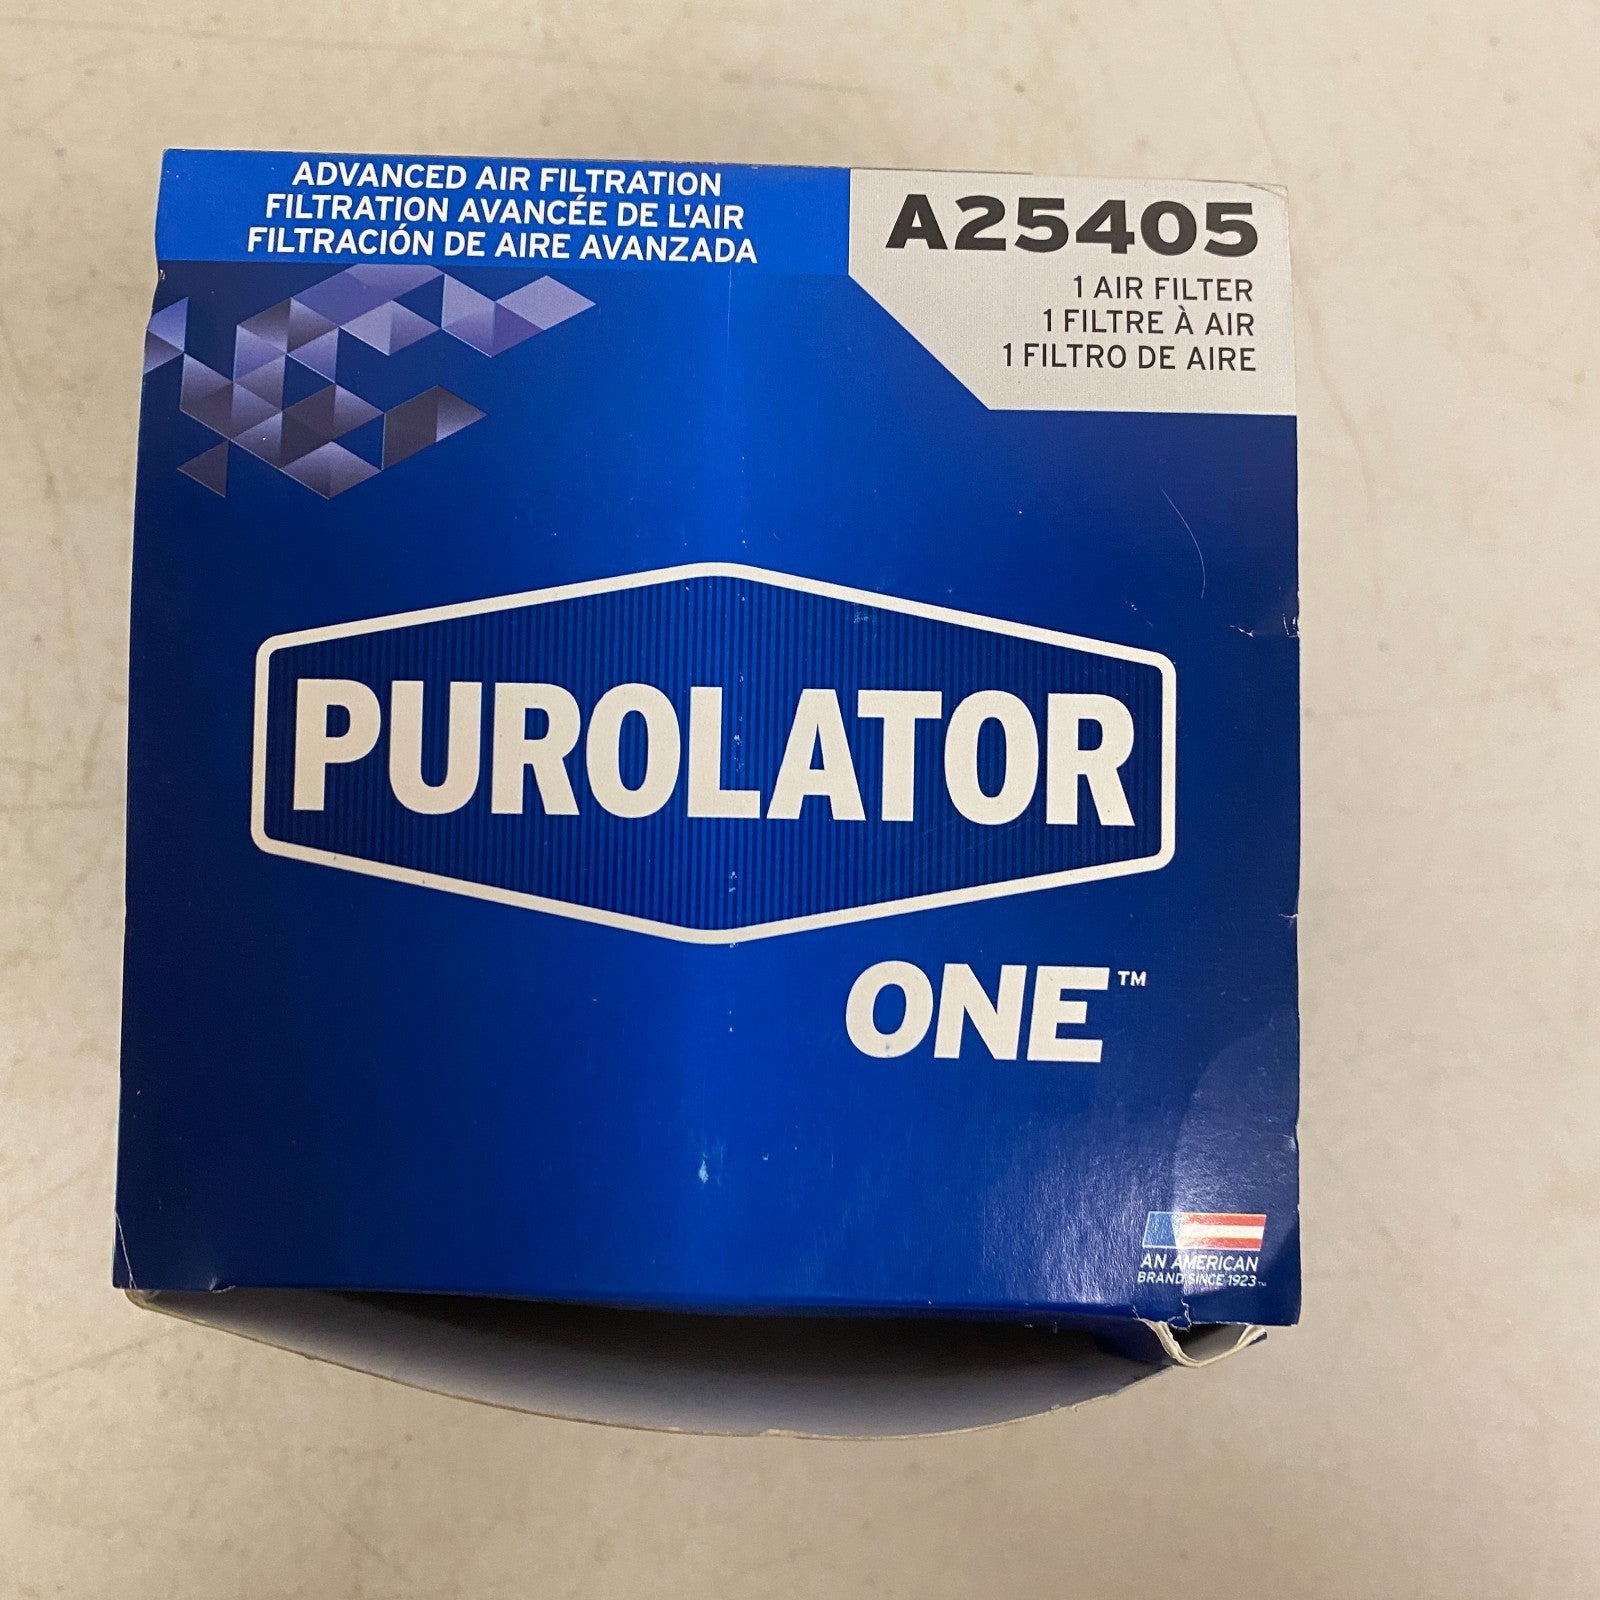 ADVANCED AIR FILTRATION
FILTRATION AVANCÉE DE L'AIR
FILTRACIÓN DE AIRE AVANZADA
A25405
1 AIR FILTER
1 FILTRE À AIR
1 FILTRO DE AIRE
PUROLATOR
ONE™
AN AMERICAN
BRAND SINCE 1923™